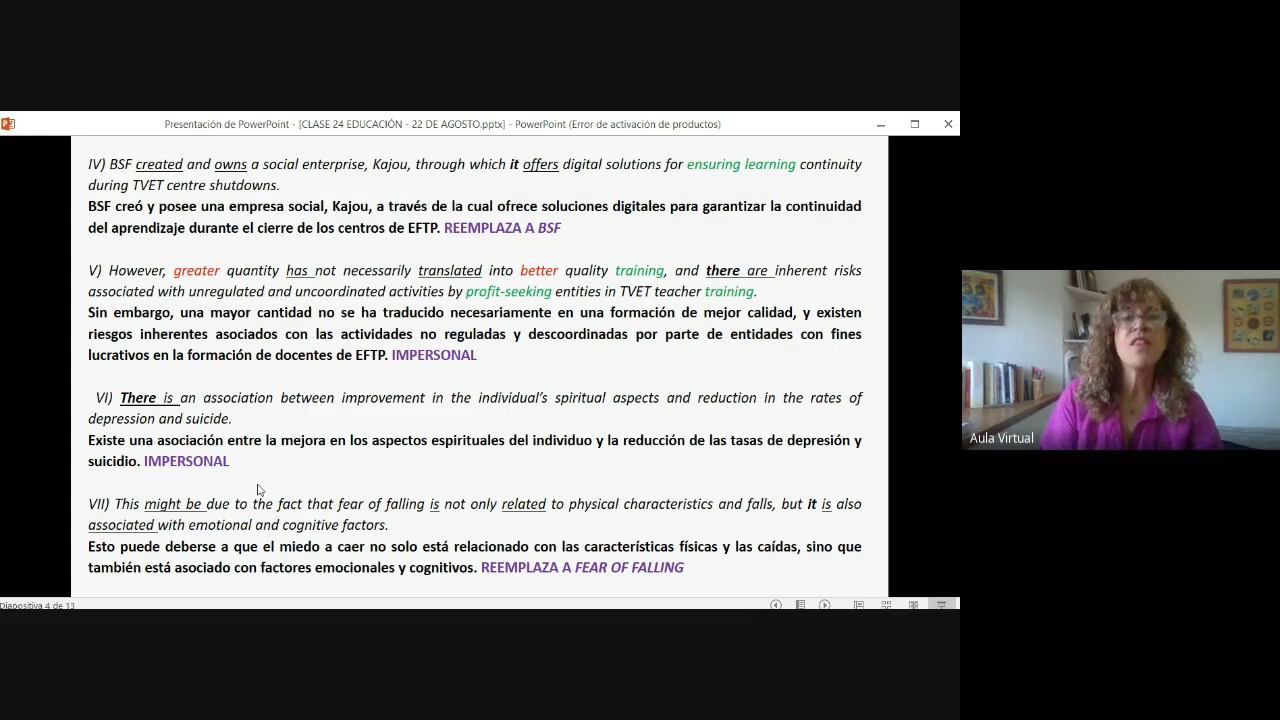 Presentación de PowerPoint - [CLASE 24 EDUCACIÓN - 22 DE AGOSTO.pptx] - PowerPoint (Error de activación de productos)
IV) BSF created and owns a social enterprise, Kajou, through which it offers digital solutions for ensuring learning continuity
during TVET centre shutdowns.
BSF creó y posee una empresa social, Kajou, a través de la cual ofrece soluciones digitales para garantizar la continuidad
del aprendizaje durante el cierre de los centros de EFTP. REEMPLAZA A BSF
V) However, greater quantity has not necessarily translated into better quality training, and there are inherent risks
associated with unregulated and uncoordinated activities by profit-seeking entities in TVET teacher training.
Sin embargo, una mayor cantidad no se ha traducido necesariamente en una formación de mejor calidad, y existen
riesgos inherentes asociados con las actividades no reguladas y descoordinadas por parte de entidades con fines
lucrativos en la formación de docentes de EFTP. IMPERSONAL
VI) There is an association between improvement in the individual's spiritual aspects and reduction in the rates of
depression and suicide.
Existe una asociación entre la mejora en los aspectos espirituales del individuo y la reducción de las tasas de depresión y
suicidio. IMPERSONAL
VII) This might be due to the fact that fear of falling is not only related to physical characteristics and falls, but it is also
associated with emotional and cognitive factors.
Esto puede deberse a que el miedo a caer no solo está relacionado con las características físicas y las caídas, sino que
también está asociado con factores emocionales y cognitivos. REEMPLAZA A FEAR OF FALLING
Diapositiva 4 de 13
Aula Virtual